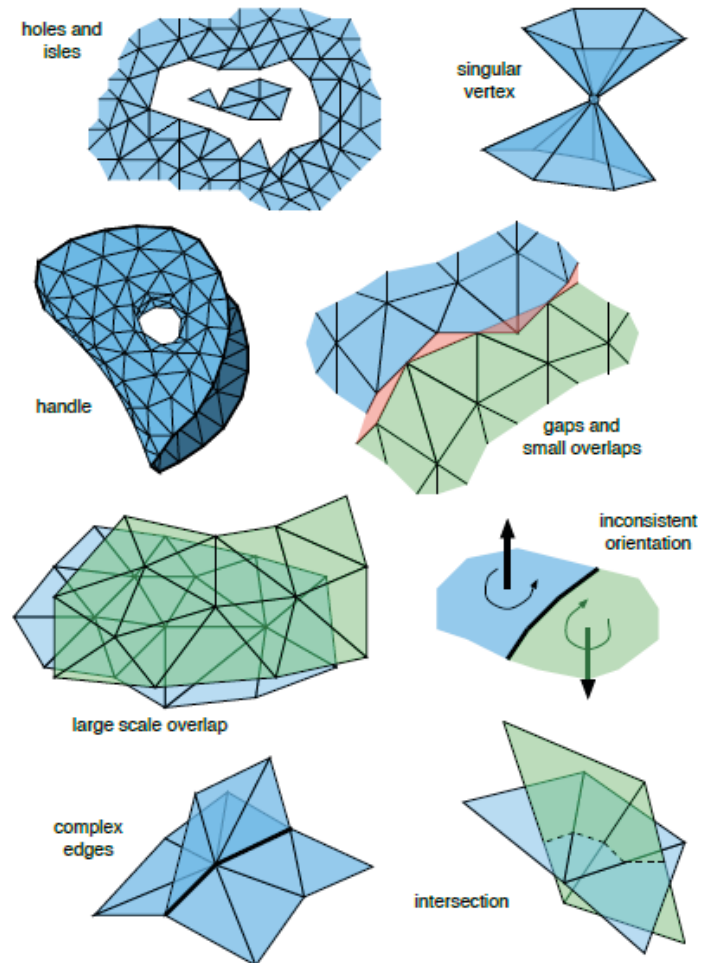 holes and
isles
singular
vertex
handle
gaps and
small overlaps
inconsistent
orientation
large scale overlap
complex
edges
intersection